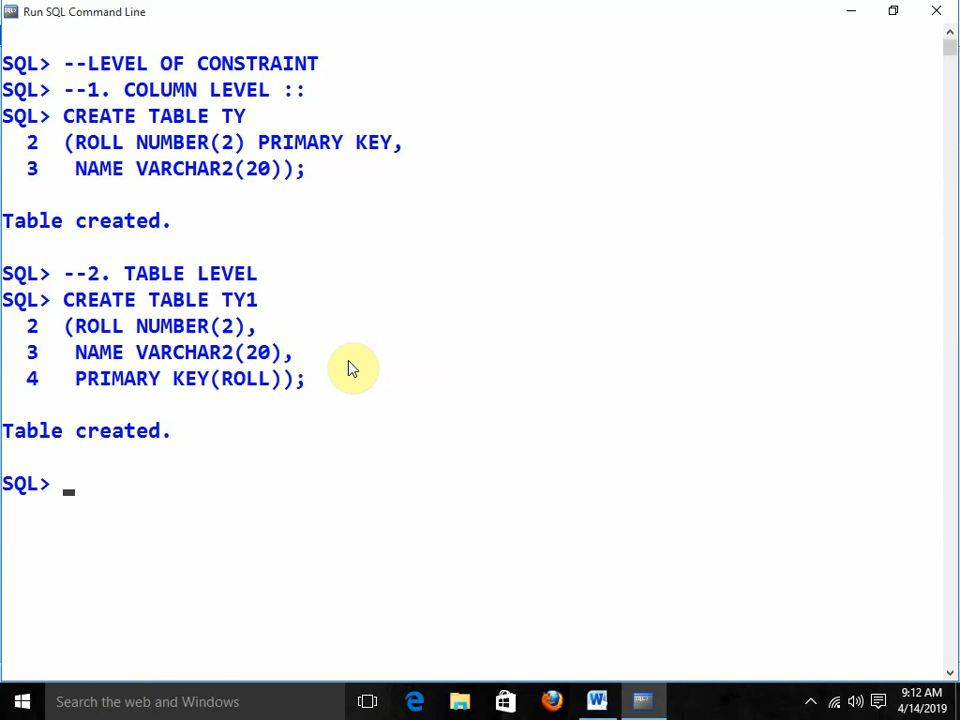 Run SQL Command Line
SQL> --LEVEL OF CONSTRAINT
SQL> --1. COLUMN LEVEL ::
SQL> CREATE TABLE TY
2 (ROLL NUMBER(2) PRIMARY KEY,
3 NAME VARCHAR2(20));
Table created.
SQL> --2. TABLE LEVEL
SQL> CREATE TABLE TY1
2 (ROLL NUMBER(2),
3 NAME VARCHAR2(20),
4 PRIMARY KEY(ROLL));
Table created.
SQL> _
Search the web and Windows
9:12 AM
4/14/2019